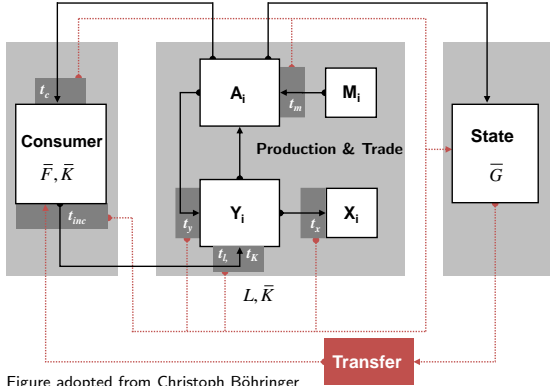 t_c
A_i
t_m
M_i
Consumer
F̅, K̅
State
G̅
Production & Trade
t_inc
t_y
Y_i
t_x
X_i
t_l, t_K
L, K̅
Transfer
Figure adopted from Christoph Böhringer